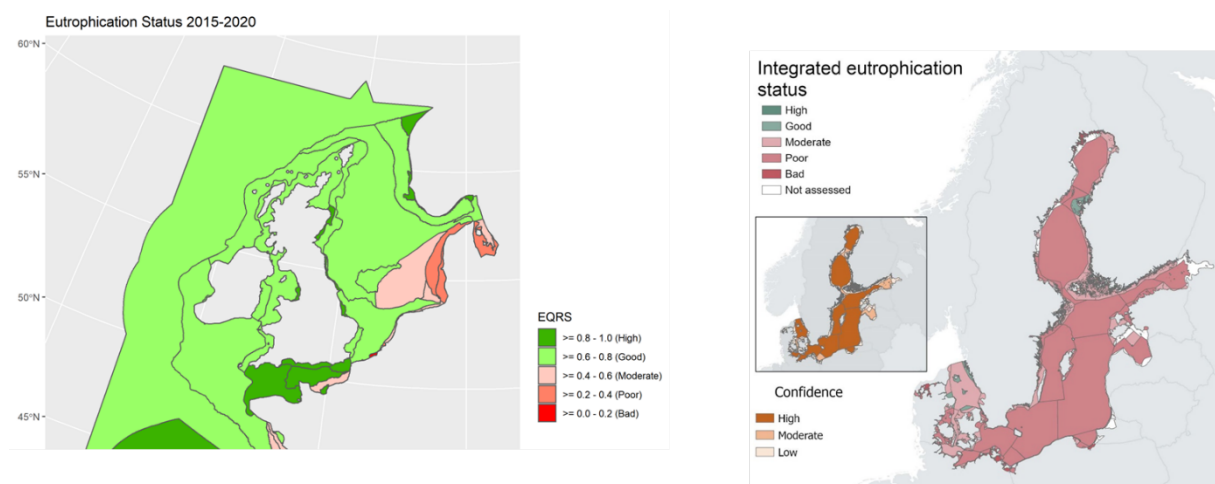 Eutrophication Status 2015-2020
60°N
55°N
50°N
45°N
EQRS
>= 0.8 - 1.0 (High)
>= 0.6 - 0.8 (Good)
>= 0.4 - 0.6 (Moderate)
>= 0.2 - 0.4 (Poor)
>= 0.0 - 0.2 (Bad)
Integrated eutrophication
status
High
Good
Moderate
Poor
Bad
Not assessed
Confidence
High
Moderate
Low